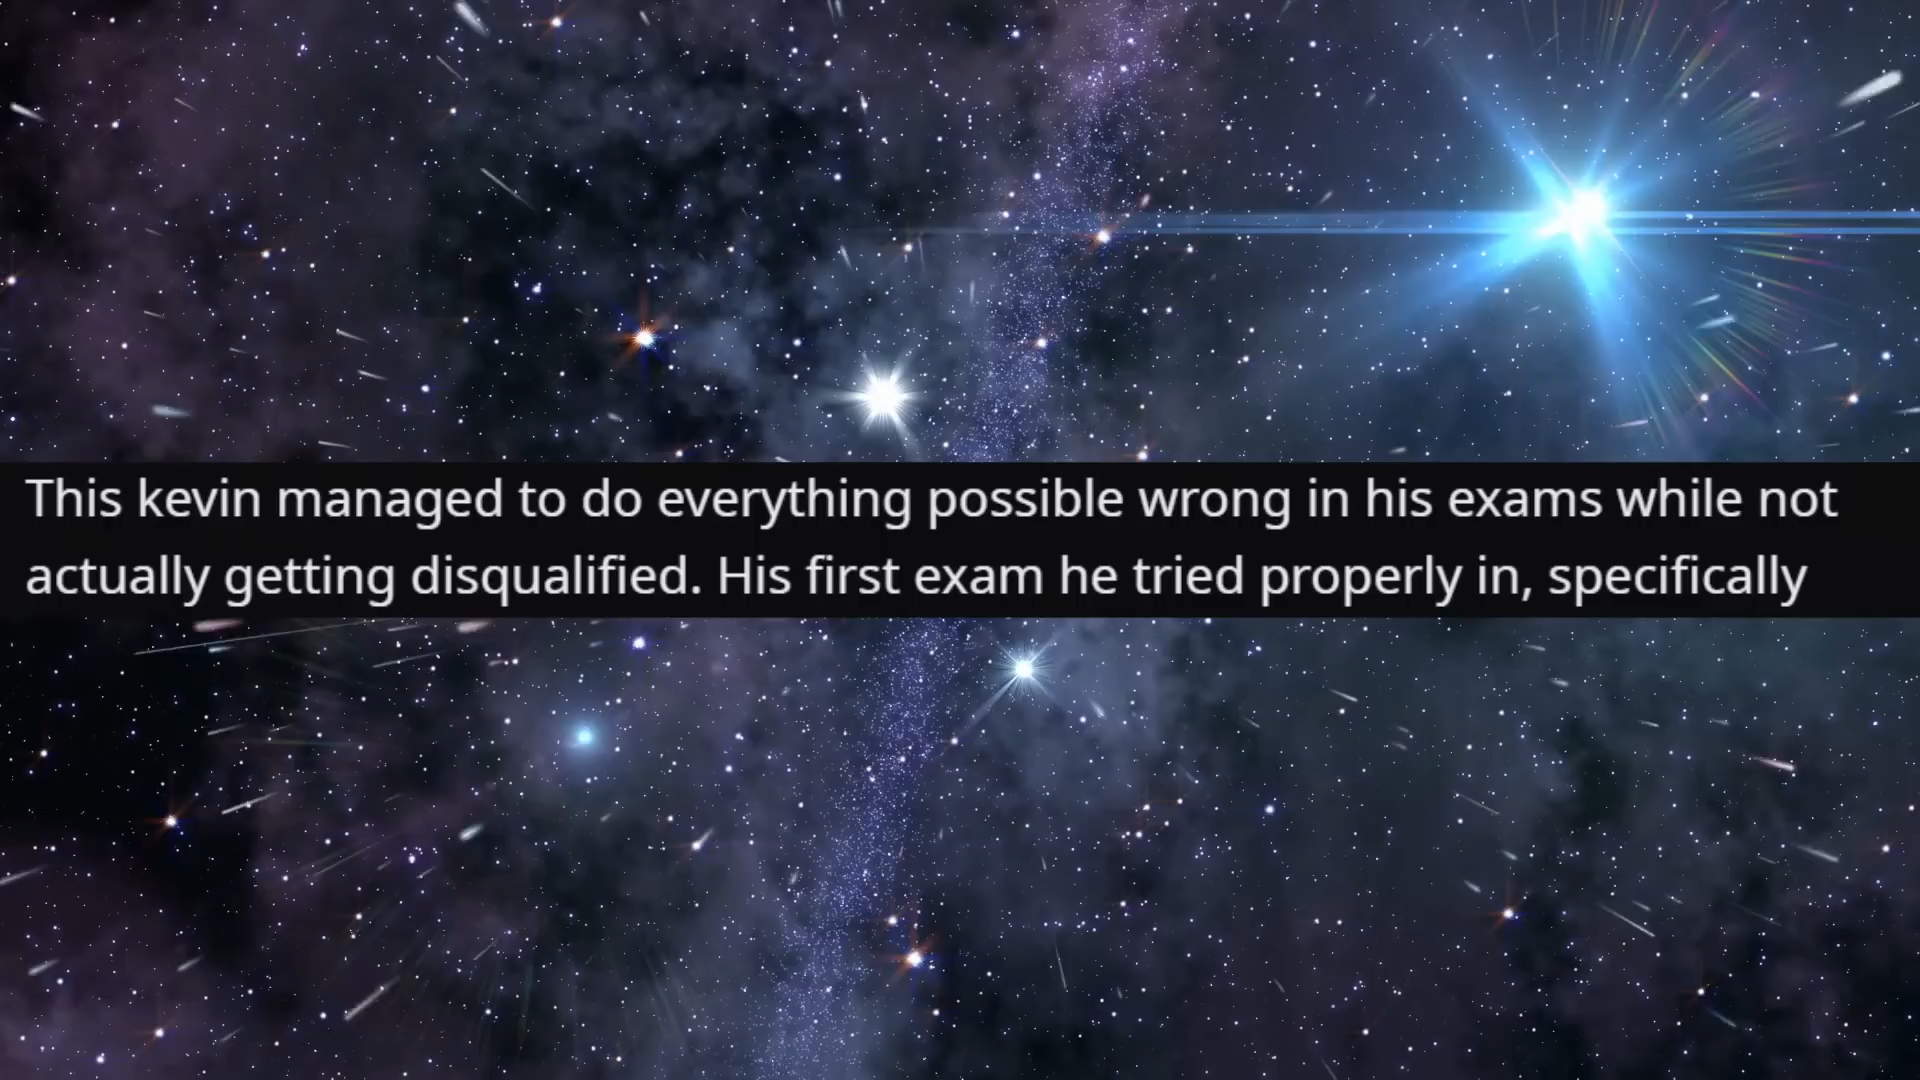 This kevin managed to do everything possible wrong in his exams while not
actually getting disqualified. His first exam he tried properly in, specifically